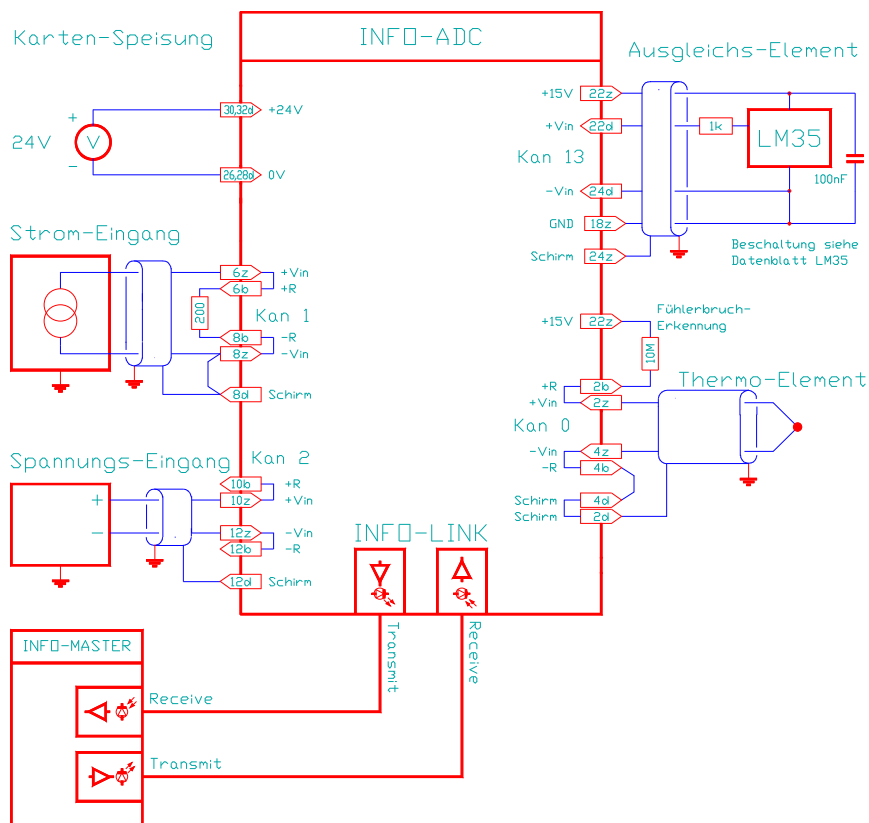 INFO-ADC
Karten-Speisung
+
24V
V
-
30,32d
+24V
26,28d
0V
Strom-Eingang
6z
+Vin
6b
+R
200
Kan 1
8b
-R
8z
-Vin
8d
Schirm
Spannungs-Eingang
Kan 2
10b
+R
+
10z
+Vin
-
12z
-Vin
12b
-R
12d
Schirm
Ausgleichs-Element
+15V
22z
+Vin
22d
1k
LM35
Kan 13
100nF
-Vin
24d
GND
18z
Schirm
24z
Beschaltung siehe
Datenblatt LM35
+15V
22z
Fühlerbruch-
Erkennung
10M
Thermo-Element
+R
2b
+Vin
2z
Kan 0
-Vin
4z
-R
4b
Schirm
4d
Schirm
2d
INFO-LINK
Transmit
Receive
INFO-MASTER
Receive
Transmit